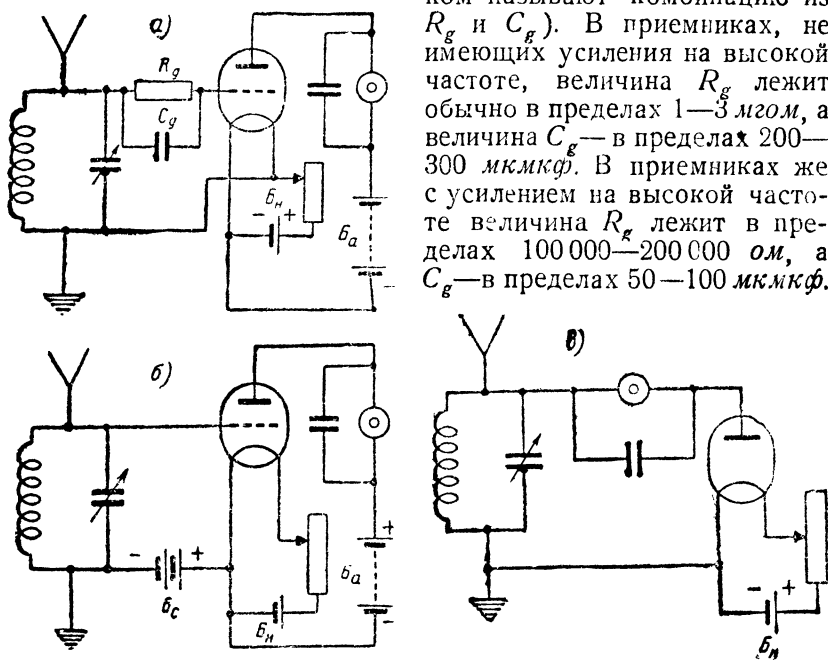 ком называют комбинацию из
R_g и C_g). В приемниках, не
имеющих усиления на высокой
частоте, величина R_g лежит
обычно в пределах 1—3 мгом, а
величина C_g — в пределах 200—
300 мкмкф. В приемниках же
с усилением на высокой часто-
те величина R_g лежит в пре-
делах 100 000—200 000 ом, а
C_g—в пределах 50—100 мкмкф.
а)
R_g
C_g
Б_н
- +
Б_а
-
б)
- +
Б_с
- +
Б_н
+
Б_а
-
в)
- +
Б_н